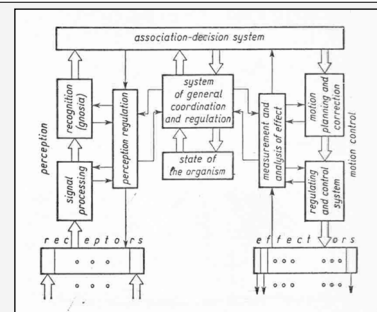 association-decision system
recognition
(gnosia)
perception regulation
system
of general
coordination
and regulation
measurement and
analysis of effect
motion
planning and
correction
perception
motion control
signal
processing
state of
the organism
regulating
and control
system
receptors
effectors